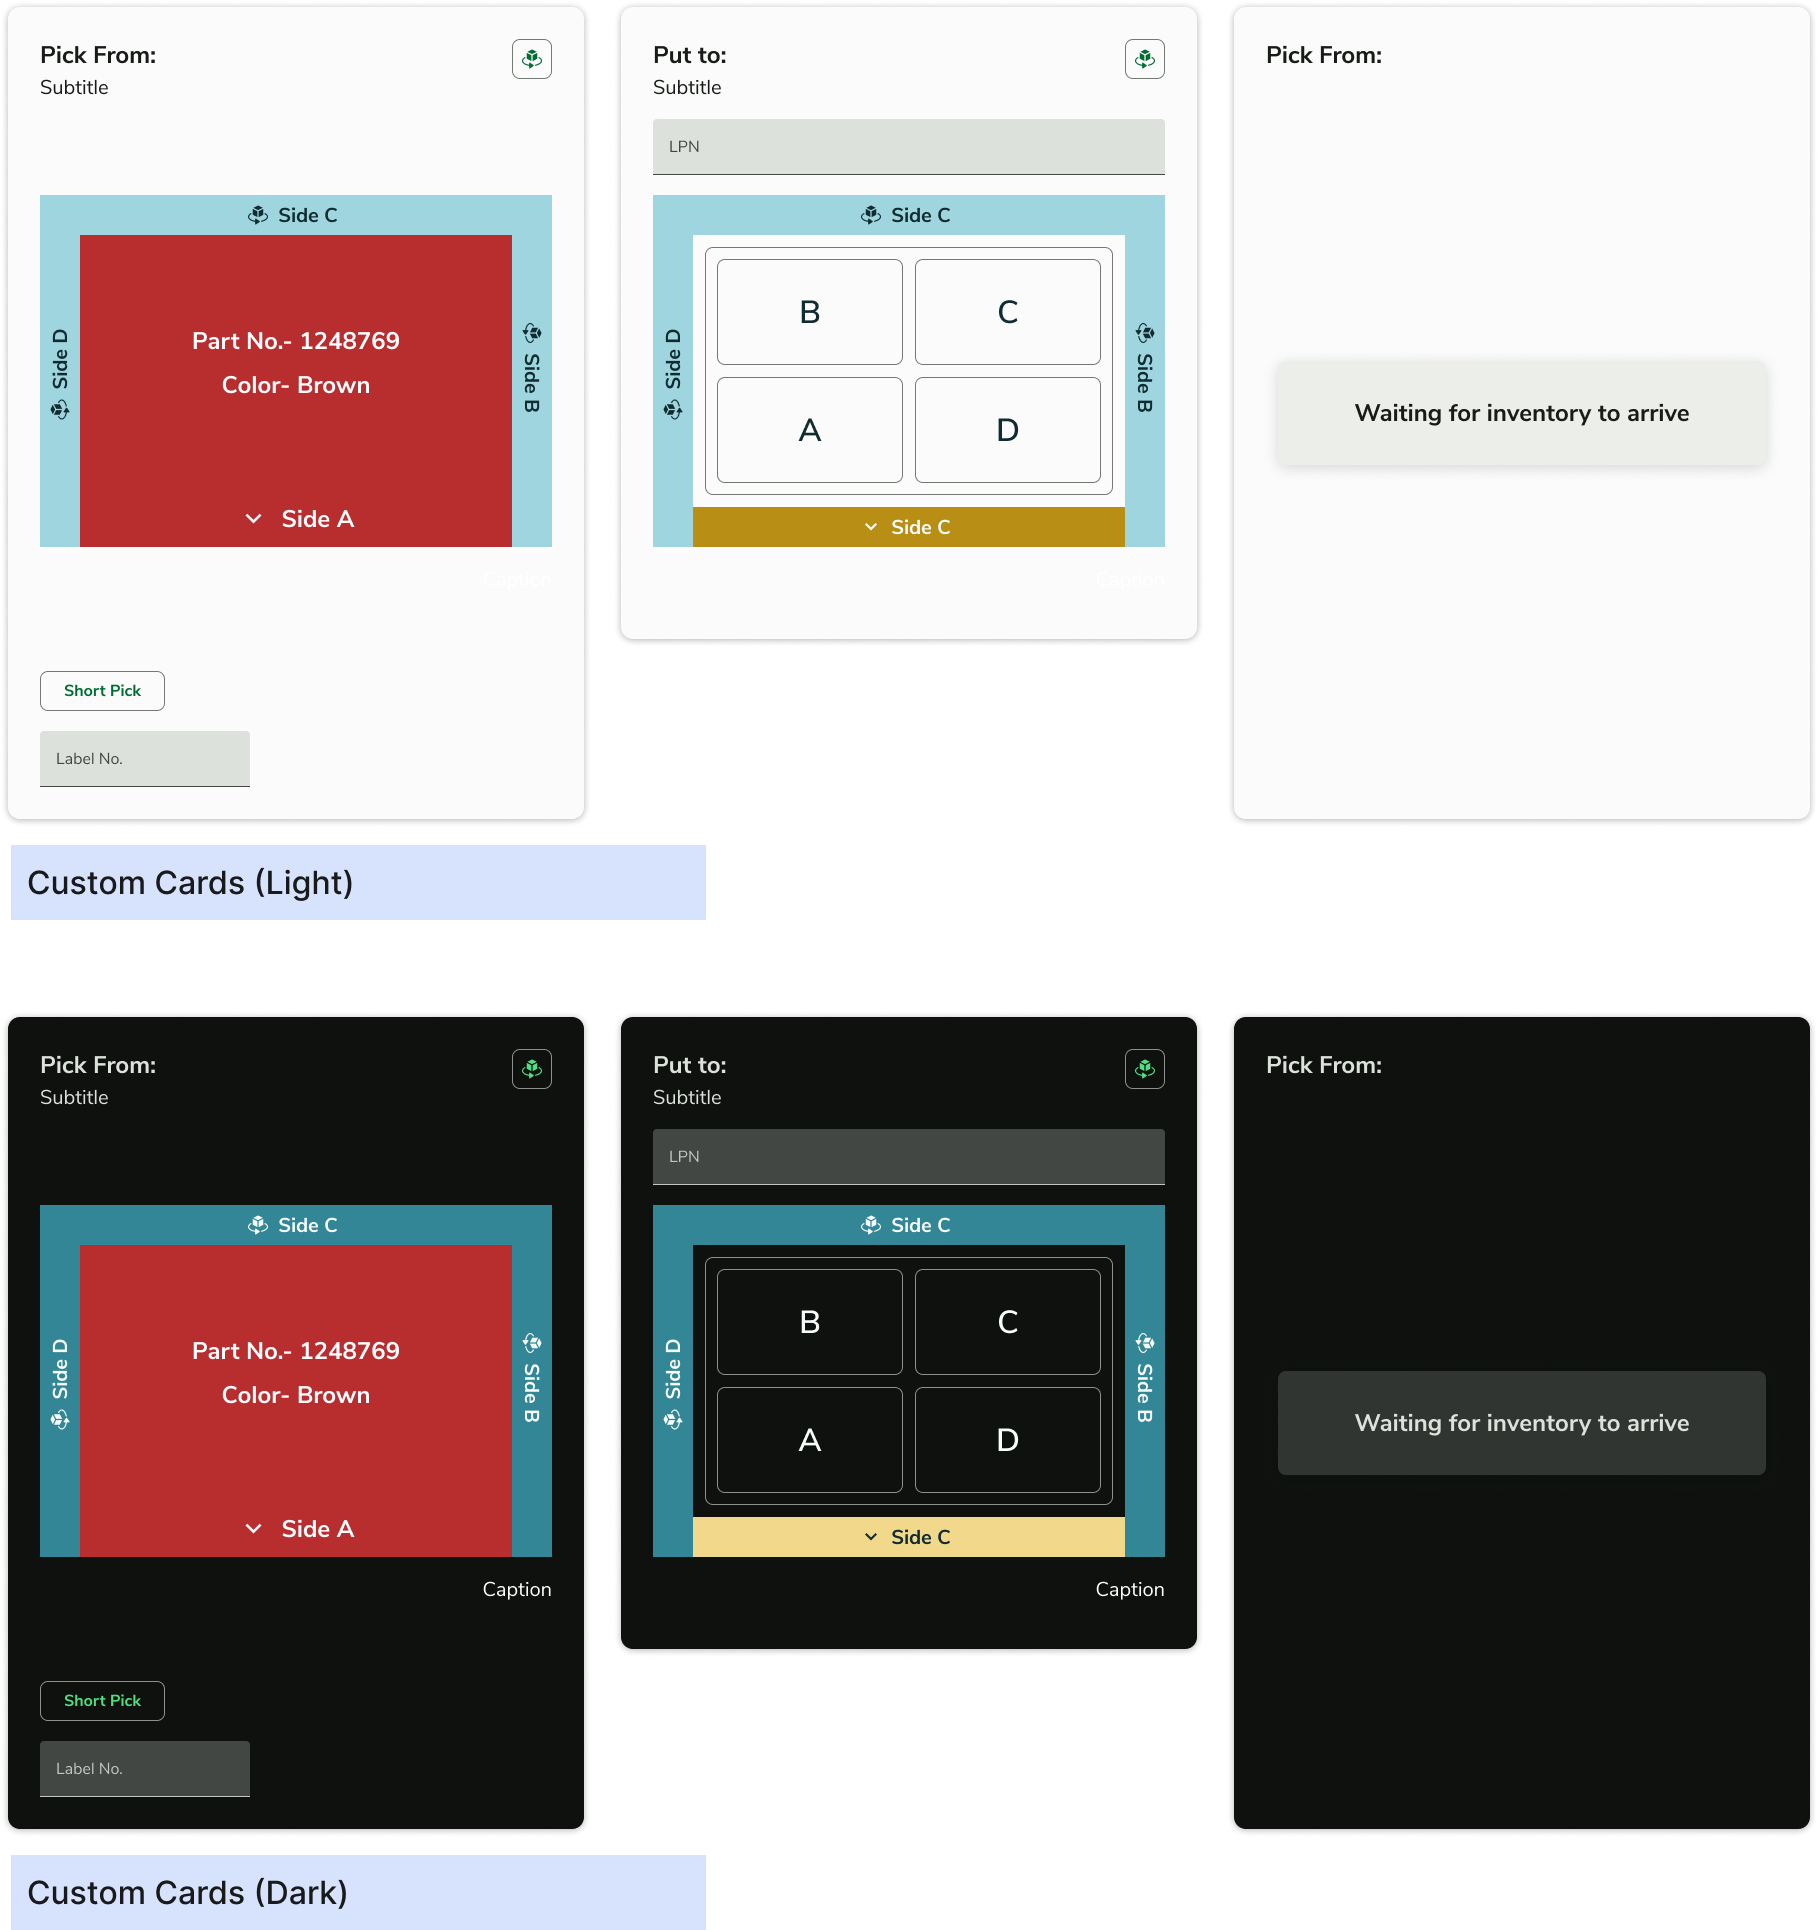 Pick From:
Subtitle
Side C
Side D
Part No.- 1248769
Color- Brown
Side B
Side A
Caption
Short Pick
Label No.
Put to:
Subtitle
LPN
Side C
Side D
B
C
A
D
Side B
Side C
Caption
Pick From:
Waiting for inventory to arrive
Custom Cards (Light)
Pick From:
Subtitle
Side C
Side D
Part No.- 1248769
Color- Brown
Side B
Side A
Caption
Short Pick
Label No.
Put to:
Subtitle
LPN
Side C
Side D
B
C
A
D
Side B
Side C
Caption
Pick From:
Waiting for inventory to arrive
Custom Cards (Dark)